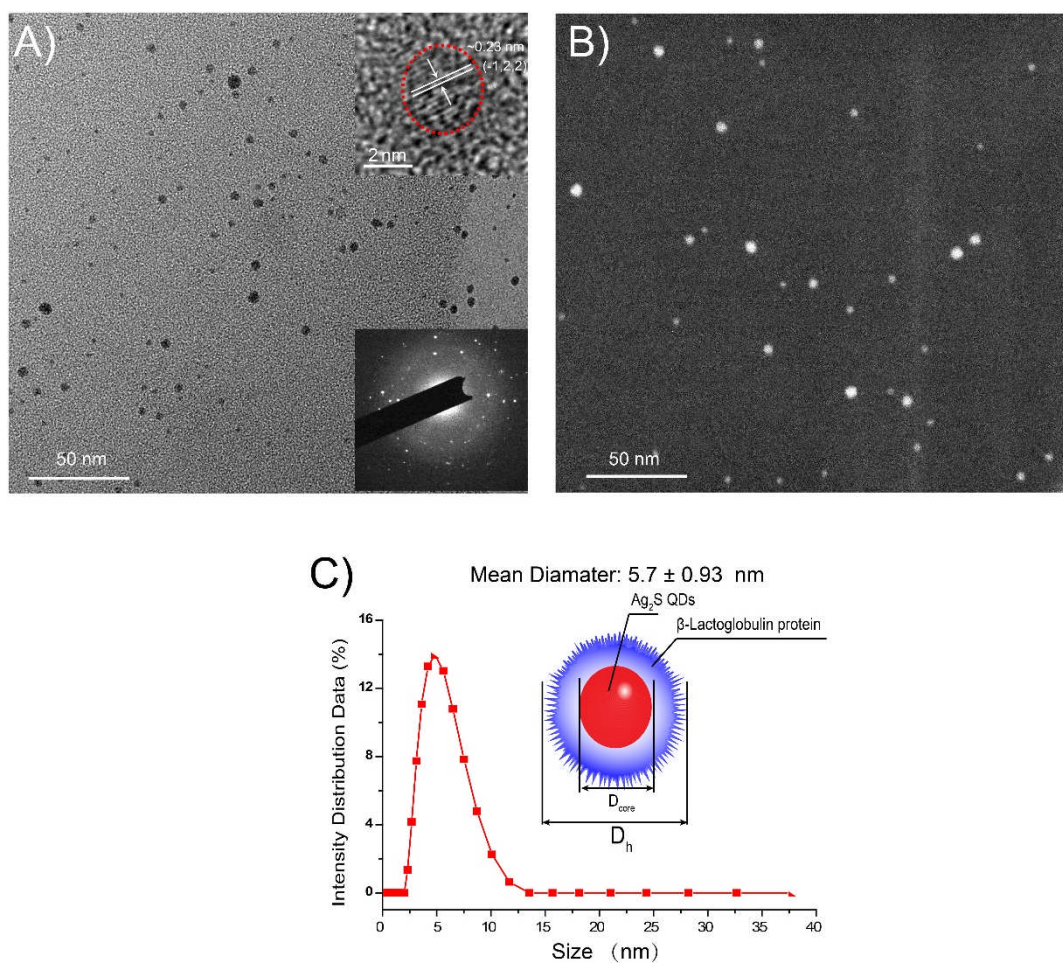 A)
~0.23 nm
(-1,2,2)
2 nm
50 nm
B)
50 nm
C)
Mean Diamater: 5.7 ± 0.93 nm
Ag₂S QDs
β-Lactoglobulin protein
D_core
D_h
Intensity Distribution Data (%)
16
12
8
4
0
0 5 10 15 20 25 30 35 40
Size (nm)